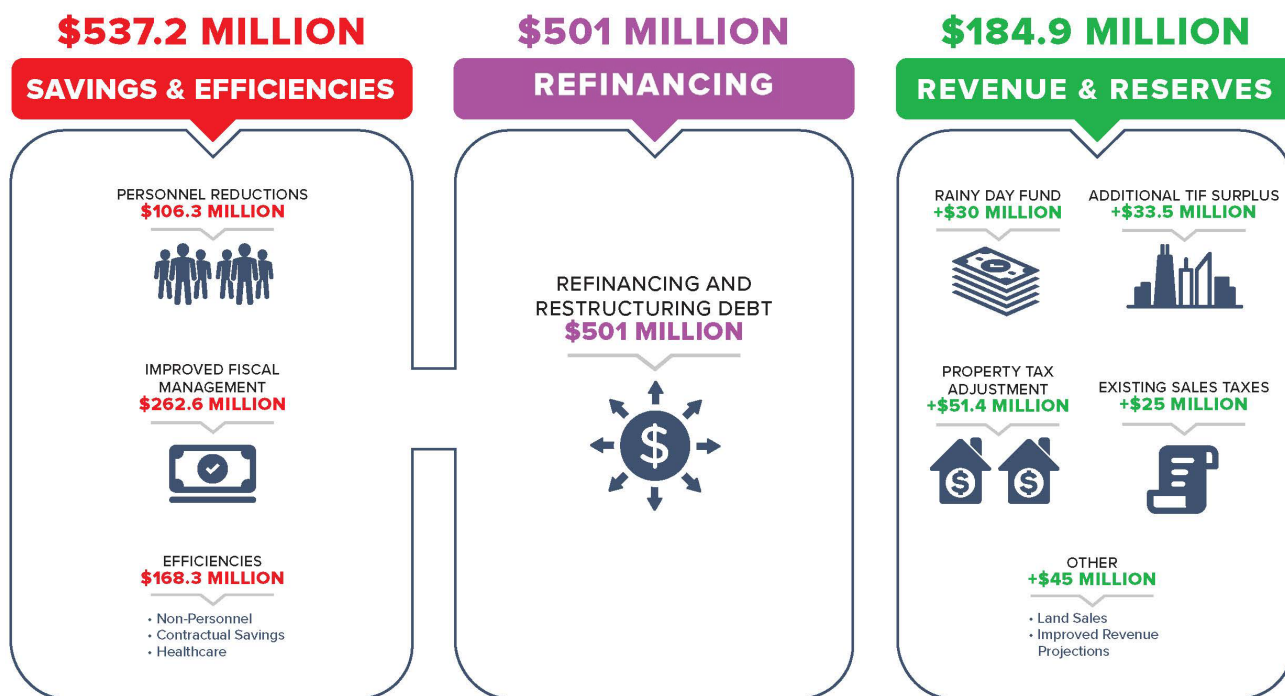 $537.2 MILLION
SAVINGS & EFFICIENCIES
PERSONNEL REDUCTIONS
$106.3 MILLION
IMPROVED FISCAL
MANAGEMENT
$262.6 MILLION
EFFICIENCIES
$168.3 MILLION
• Non-Personnel
• Contractual Savings
• Healthcare
$501 MILLION
REFINANCING
REFINANCING AND
RESTRUCTURING DEBT
$501 MILLION
$
$184.9 MILLION
REVENUE & RESERVES
RAINY DAY FUND
+$30 MILLION
ADDITIONAL TIF SURPLUS
+$33.5 MILLION
PROPERTY TAX
ADJUSTMENT
+$51.4 MILLION
$ $
EXISTING SALES TAXES
+$25 MILLION
OTHER
+$45 MILLION
• Land Sales
• Improved Revenue
Projections